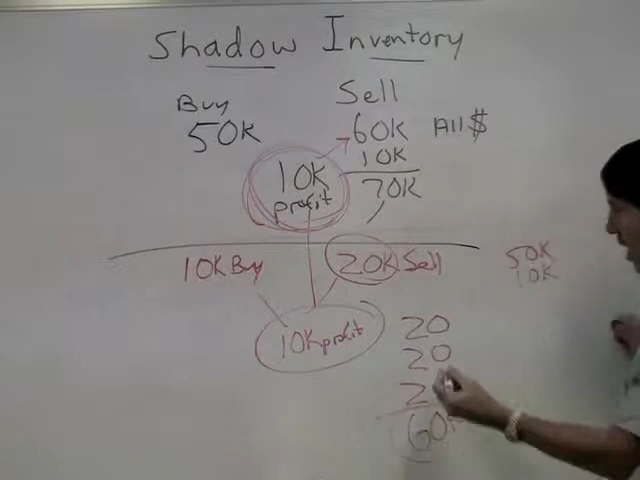 Shadow Inventory
Buy
50K
Sell
60K All $
10K
70K
10K
profit
10K Buy
20K Sell
50K
10K
10K profit
20
20
60K